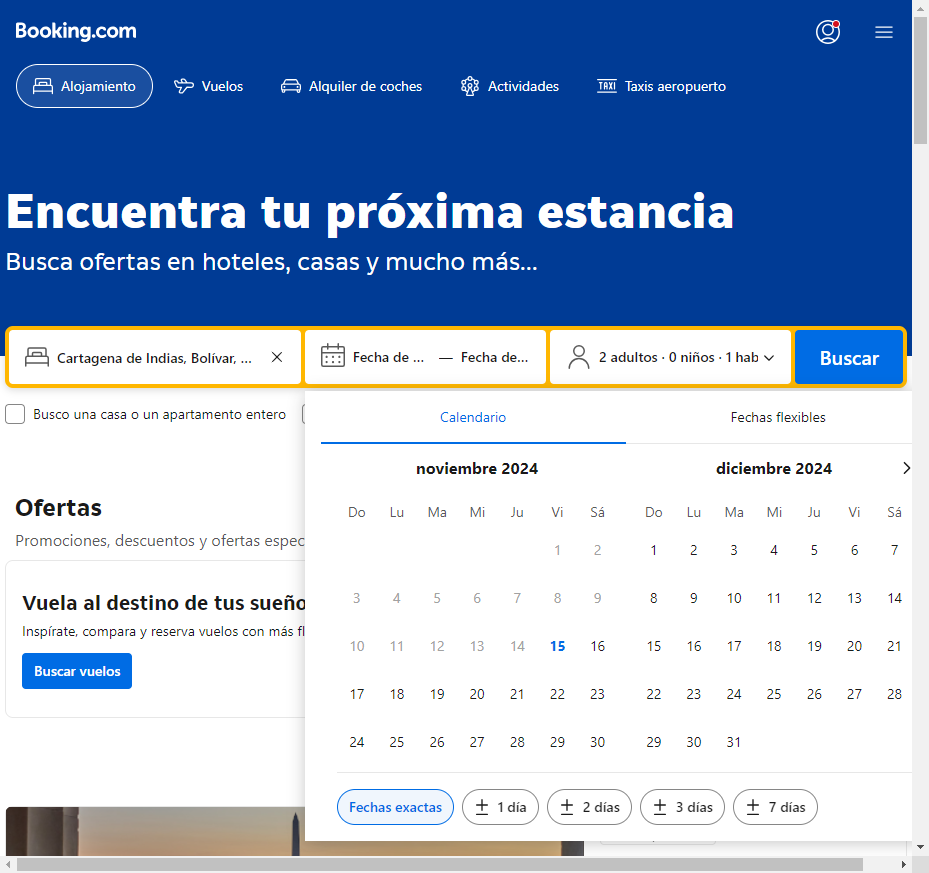 Booking.com
Alojamiento
Vuelos
Alquiler de coches
Actividades
TAXI Taxis aeropuerto
Encuentra tu próxima estancia
Busca ofertas en hoteles, casas y mucho más...
Cartagena de Indias, Bolívar, ...
Fecha de ... — Fecha de...
2 adultos · 0 niños · 1 hab
Buscar
Busco una casa o un apartamento entero
Calendario
Fechas flexibles
noviembre 2024
Do Lu Ma Mi Ju Vi Sá
1 2
3 4 5 6 7 8 9
10 11 12 13 14 15 16
17 18 19 20 21 22 23
24 25 26 27 28 29 30
diciembre 2024
Do Lu Ma Mi Ju Vi Sá
1 2 3 4 5 6 7
8 9 10 11 12 13 14
15 16 17 18 19 20 21
22 23 24 25 26 27 28
29 30 31
Fechas exactas
± 1 día
± 2 días
± 3 días
± 7 días
Ofertas
Promociones, descuentos y ofertas espec
Vuela al destino de tus sueño
Inspírate, compara y reserva vuelos con más fl
Buscar vuelos